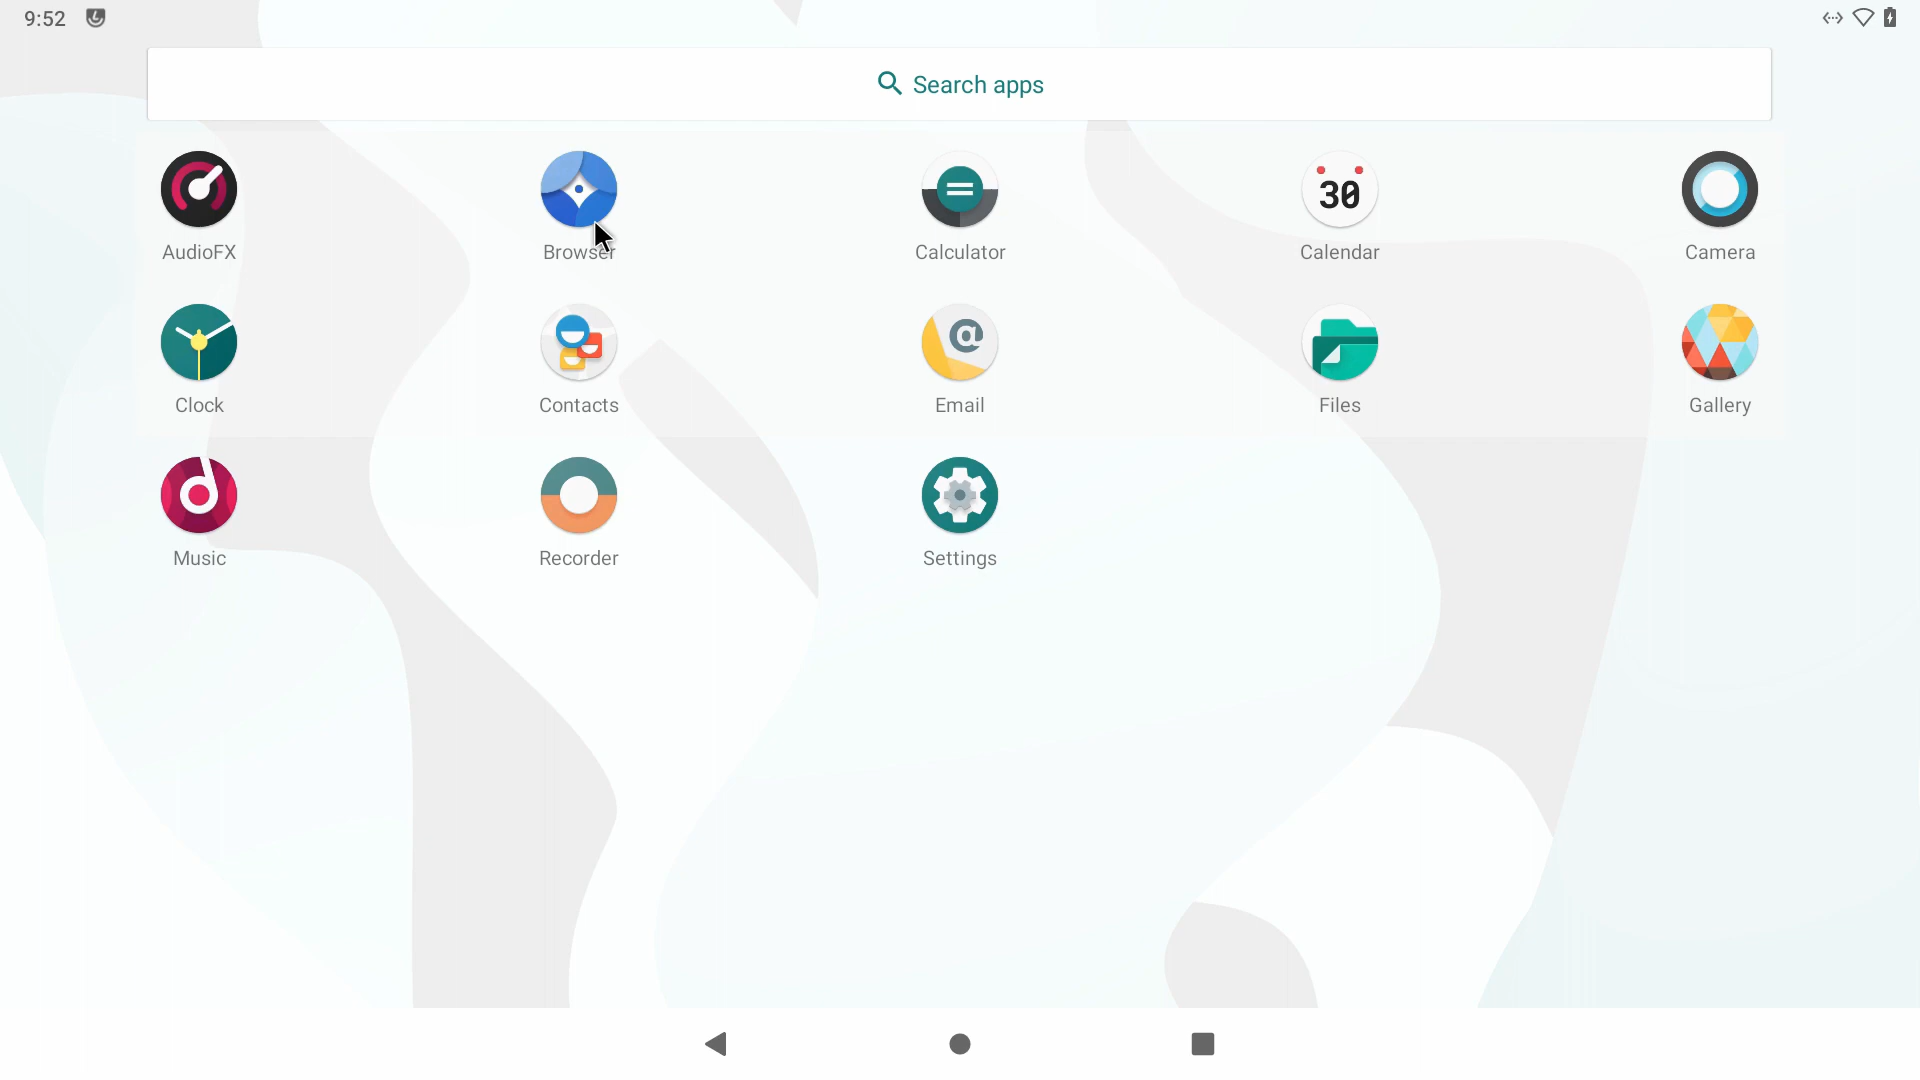 9:52
Search apps
30
AudioFX
Browser
Calculator
Calendar
Camera
@
Clock
Contacts
Email
Files
Gallery
Music
Recorder
Settings